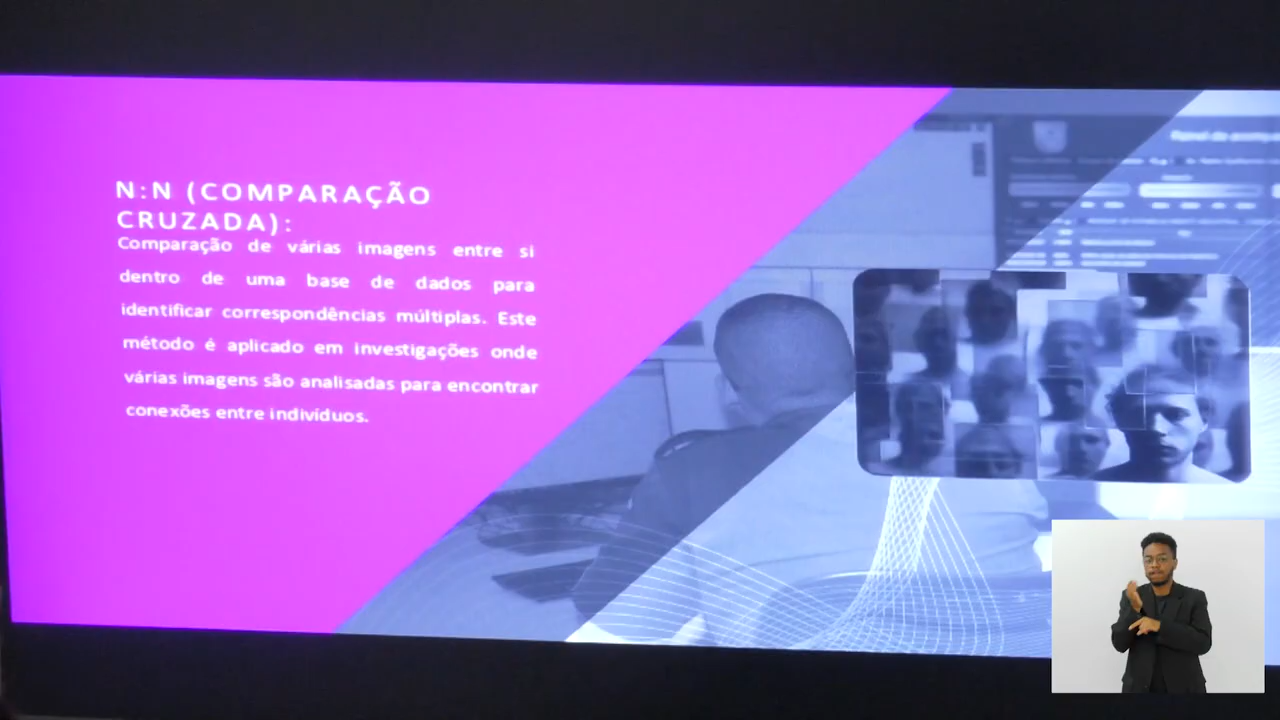 N:N (COMPARAÇÃO
CRUZADA):
Comparação de várias imagens entre si
dentro de uma base de dados para
identificar correspondências múltiplas. Este
método é aplicado em investigações onde
várias imagens são analisadas para encontrar
conexões entre indivíduos.